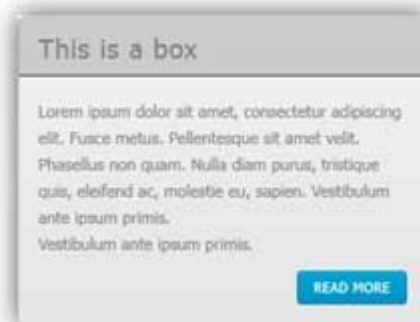 This is a box
Lorem ipsum dolor sit amet, consectetur adipiscing
elit. Fusce metus. Pellentesque sit amet velit.
Phasellus non quam. Nulla diam purus, tristique
quis, eleifend ac, molestie eu, sapien. Vestibulum
ante ipsum primis.
Vestibulum ante ipsum primis.
READ MORE